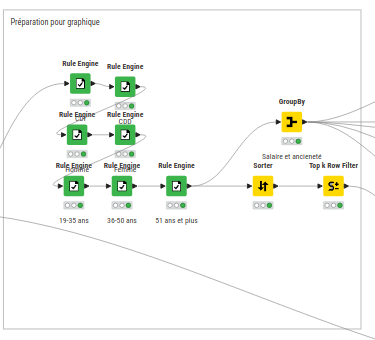 Préparation pour graphique
Rule Engine
Rule Engine
GroupBy
Rule Engine
Rule Engine
CDI
CDD
Salaire et ancienneté
Rule Engine
Rule Engine
Rule Engine
Sorter
Top k Row Filter
Homme
Femme
19-35 ans
36-50 ans
51 ans et plus